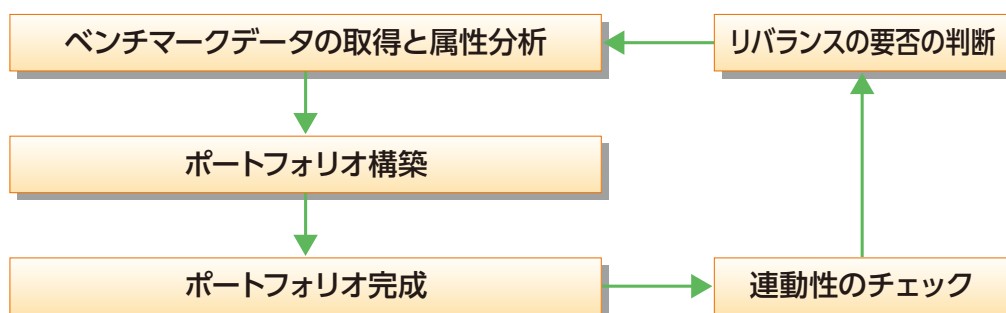 ベンチマークデータの取得と属性分析
リバランスの要否の判断
ポートフォリオ構築
ポートフォリオ完成
連動性のチェック